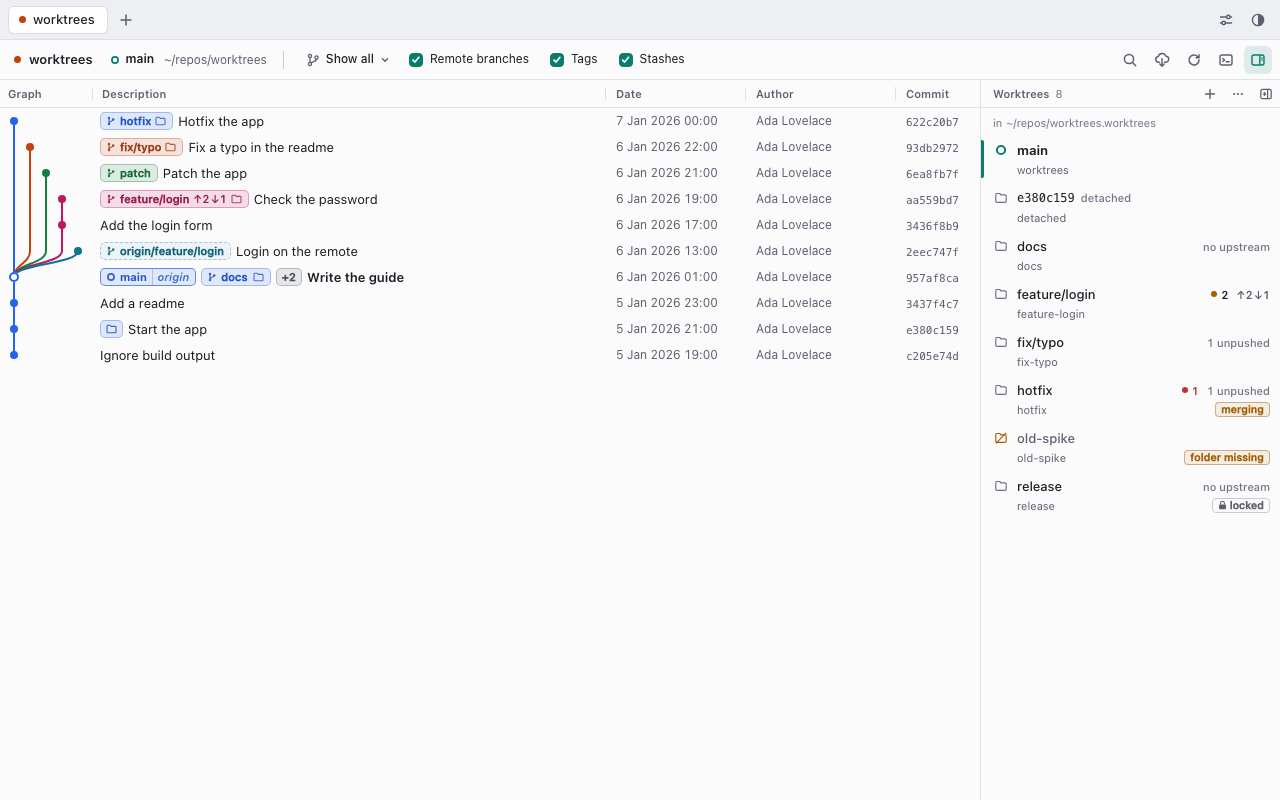 worktrees
worktrees main ~/repos/worktrees Show all Remote branches Tags Stashes
Graph Description Date Author Commit
hotfix Hotfix the app 7 Jan 2026 00:00 Ada Lovelace 622c20b7
fix/typo Fix a typo in the readme 6 Jan 2026 22:00 Ada Lovelace 93db2972
patch Patch the app 6 Jan 2026 21:00 Ada Lovelace 6ea8fb7f
feature/login ↑2↓1 Check the password 6 Jan 2026 19:00 Ada Lovelace aa559bd7
Add the login form 6 Jan 2026 17:00 Ada Lovelace 3436f8b9
origin/feature/login Login on the remote 6 Jan 2026 13:00 Ada Lovelace 2eec747f
main origin docs +2 Write the guide 6 Jan 2026 01:00 Ada Lovelace 957af8ca
Add a readme 5 Jan 2026 23:00 Ada Lovelace 3437f4c7
Start the app 5 Jan 2026 21:00 Ada Lovelace e380c159
Ignore build output 5 Jan 2026 19:00 Ada Lovelace c205e74d
Worktrees 8
in ~/repos/worktrees.worktrees
main
worktrees
e380c159 detached
detached
docs no upstream
docs
feature/login 2 ↑2↓1
feature-login
fix/typo 1 unpushed
fix-typo
hotfix 1 1 unpushed
hotfix merging
old-spike
old-spike folder missing
release no upstream
release locked